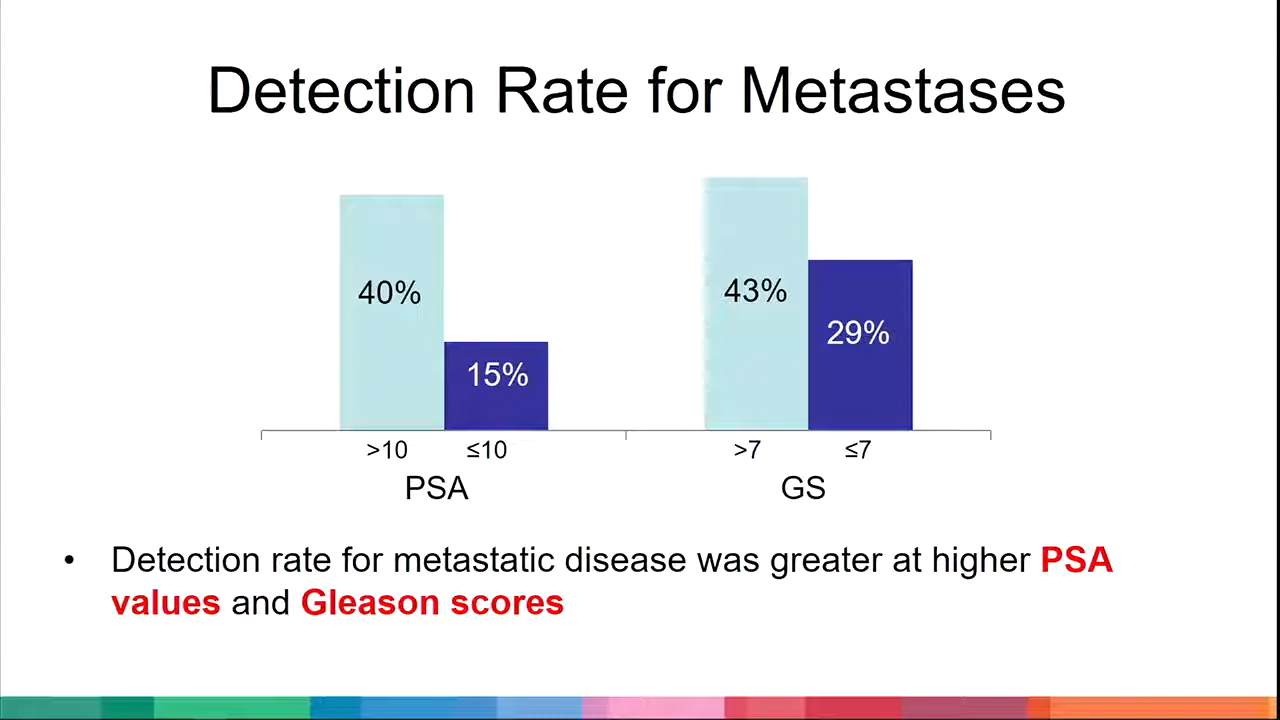 Detection Rate for Metastases
40%
15%
43%
29%
>10 ≤10
>7 ≤7
PSA
GS
• Detection rate for metastatic disease was greater at higher PSA
values and Gleason scores